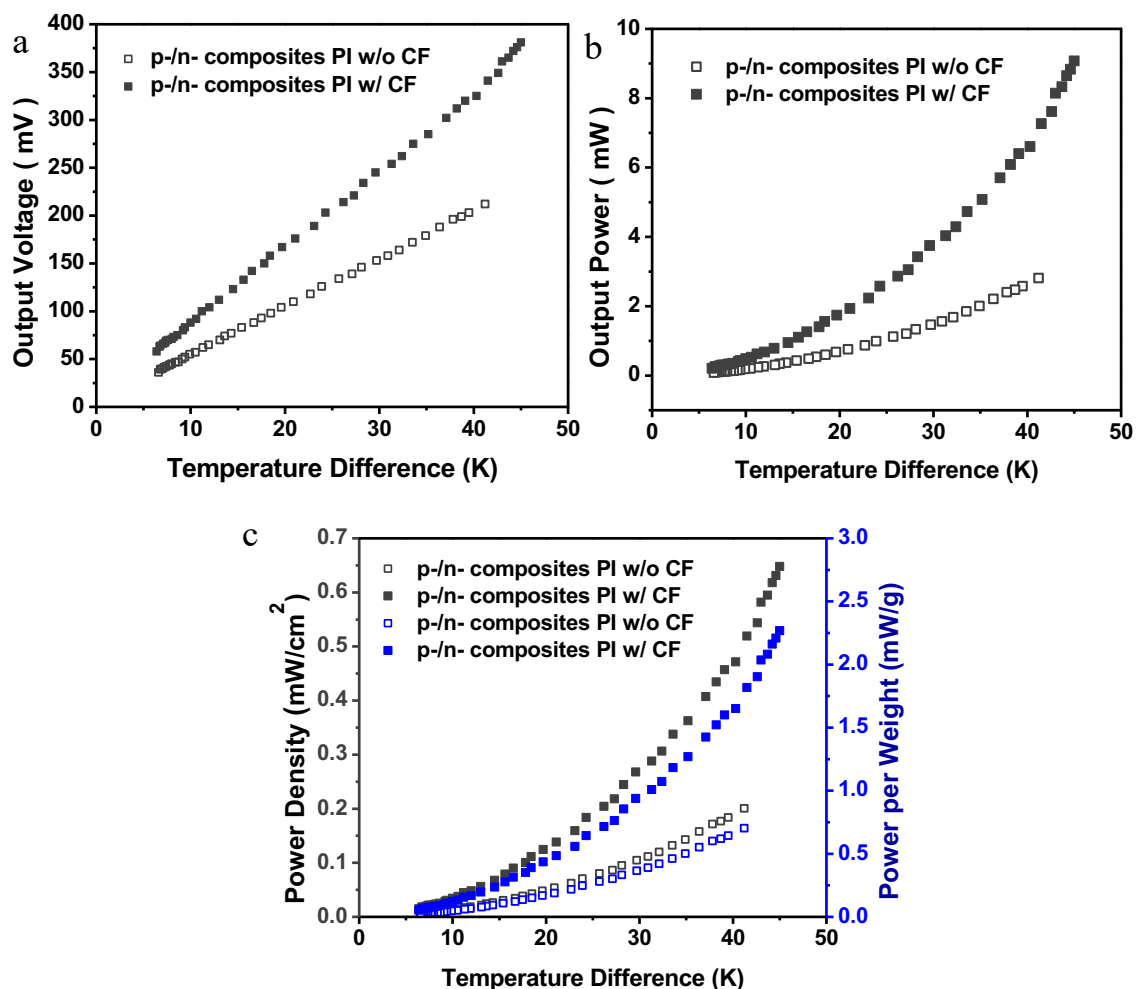 a
400
350
300
250
200
150
100
50
0
Output Voltage ( mV)
p-/n- composites PI w/o CF
p-/n- composites PI w/ CF
0 10 20 30 40 50
Temperature Difference (K)
b
10
8
6
4
2
0
Output Power ( mW)
p-/n- composites PI w/o CF
p-/n- composites PI w/ CF
0 10 20 30 40 50
Temperature Difference (K)
c
0.7
0.6
0.5
0.4
0.3
0.2
0.1
0.0
Power Density (mW/cm²)
p-/n- composites PI w/o CF
p-/n- composites PI w/ CF
p-/n- composites PI w/o CF
p-/n- composites PI w/ CF
3.0
2.5
2.0
1.5
1.0
0.5
0.0
Power per Weight (mW/g)
0 10 20 30 40 50
Temperature Difference (K)